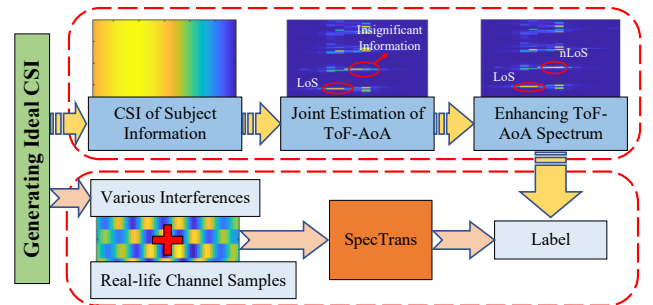 Generating Ideal CSI
Insignificant
Information
LoS
nLoS
LoS
CSI of Subject
Information
Joint Estimation of
ToF-AoA
Enhancing ToF-
AoA Spectrum
Various Interferences
Real-life Channel Samples
SpecTrans
Label